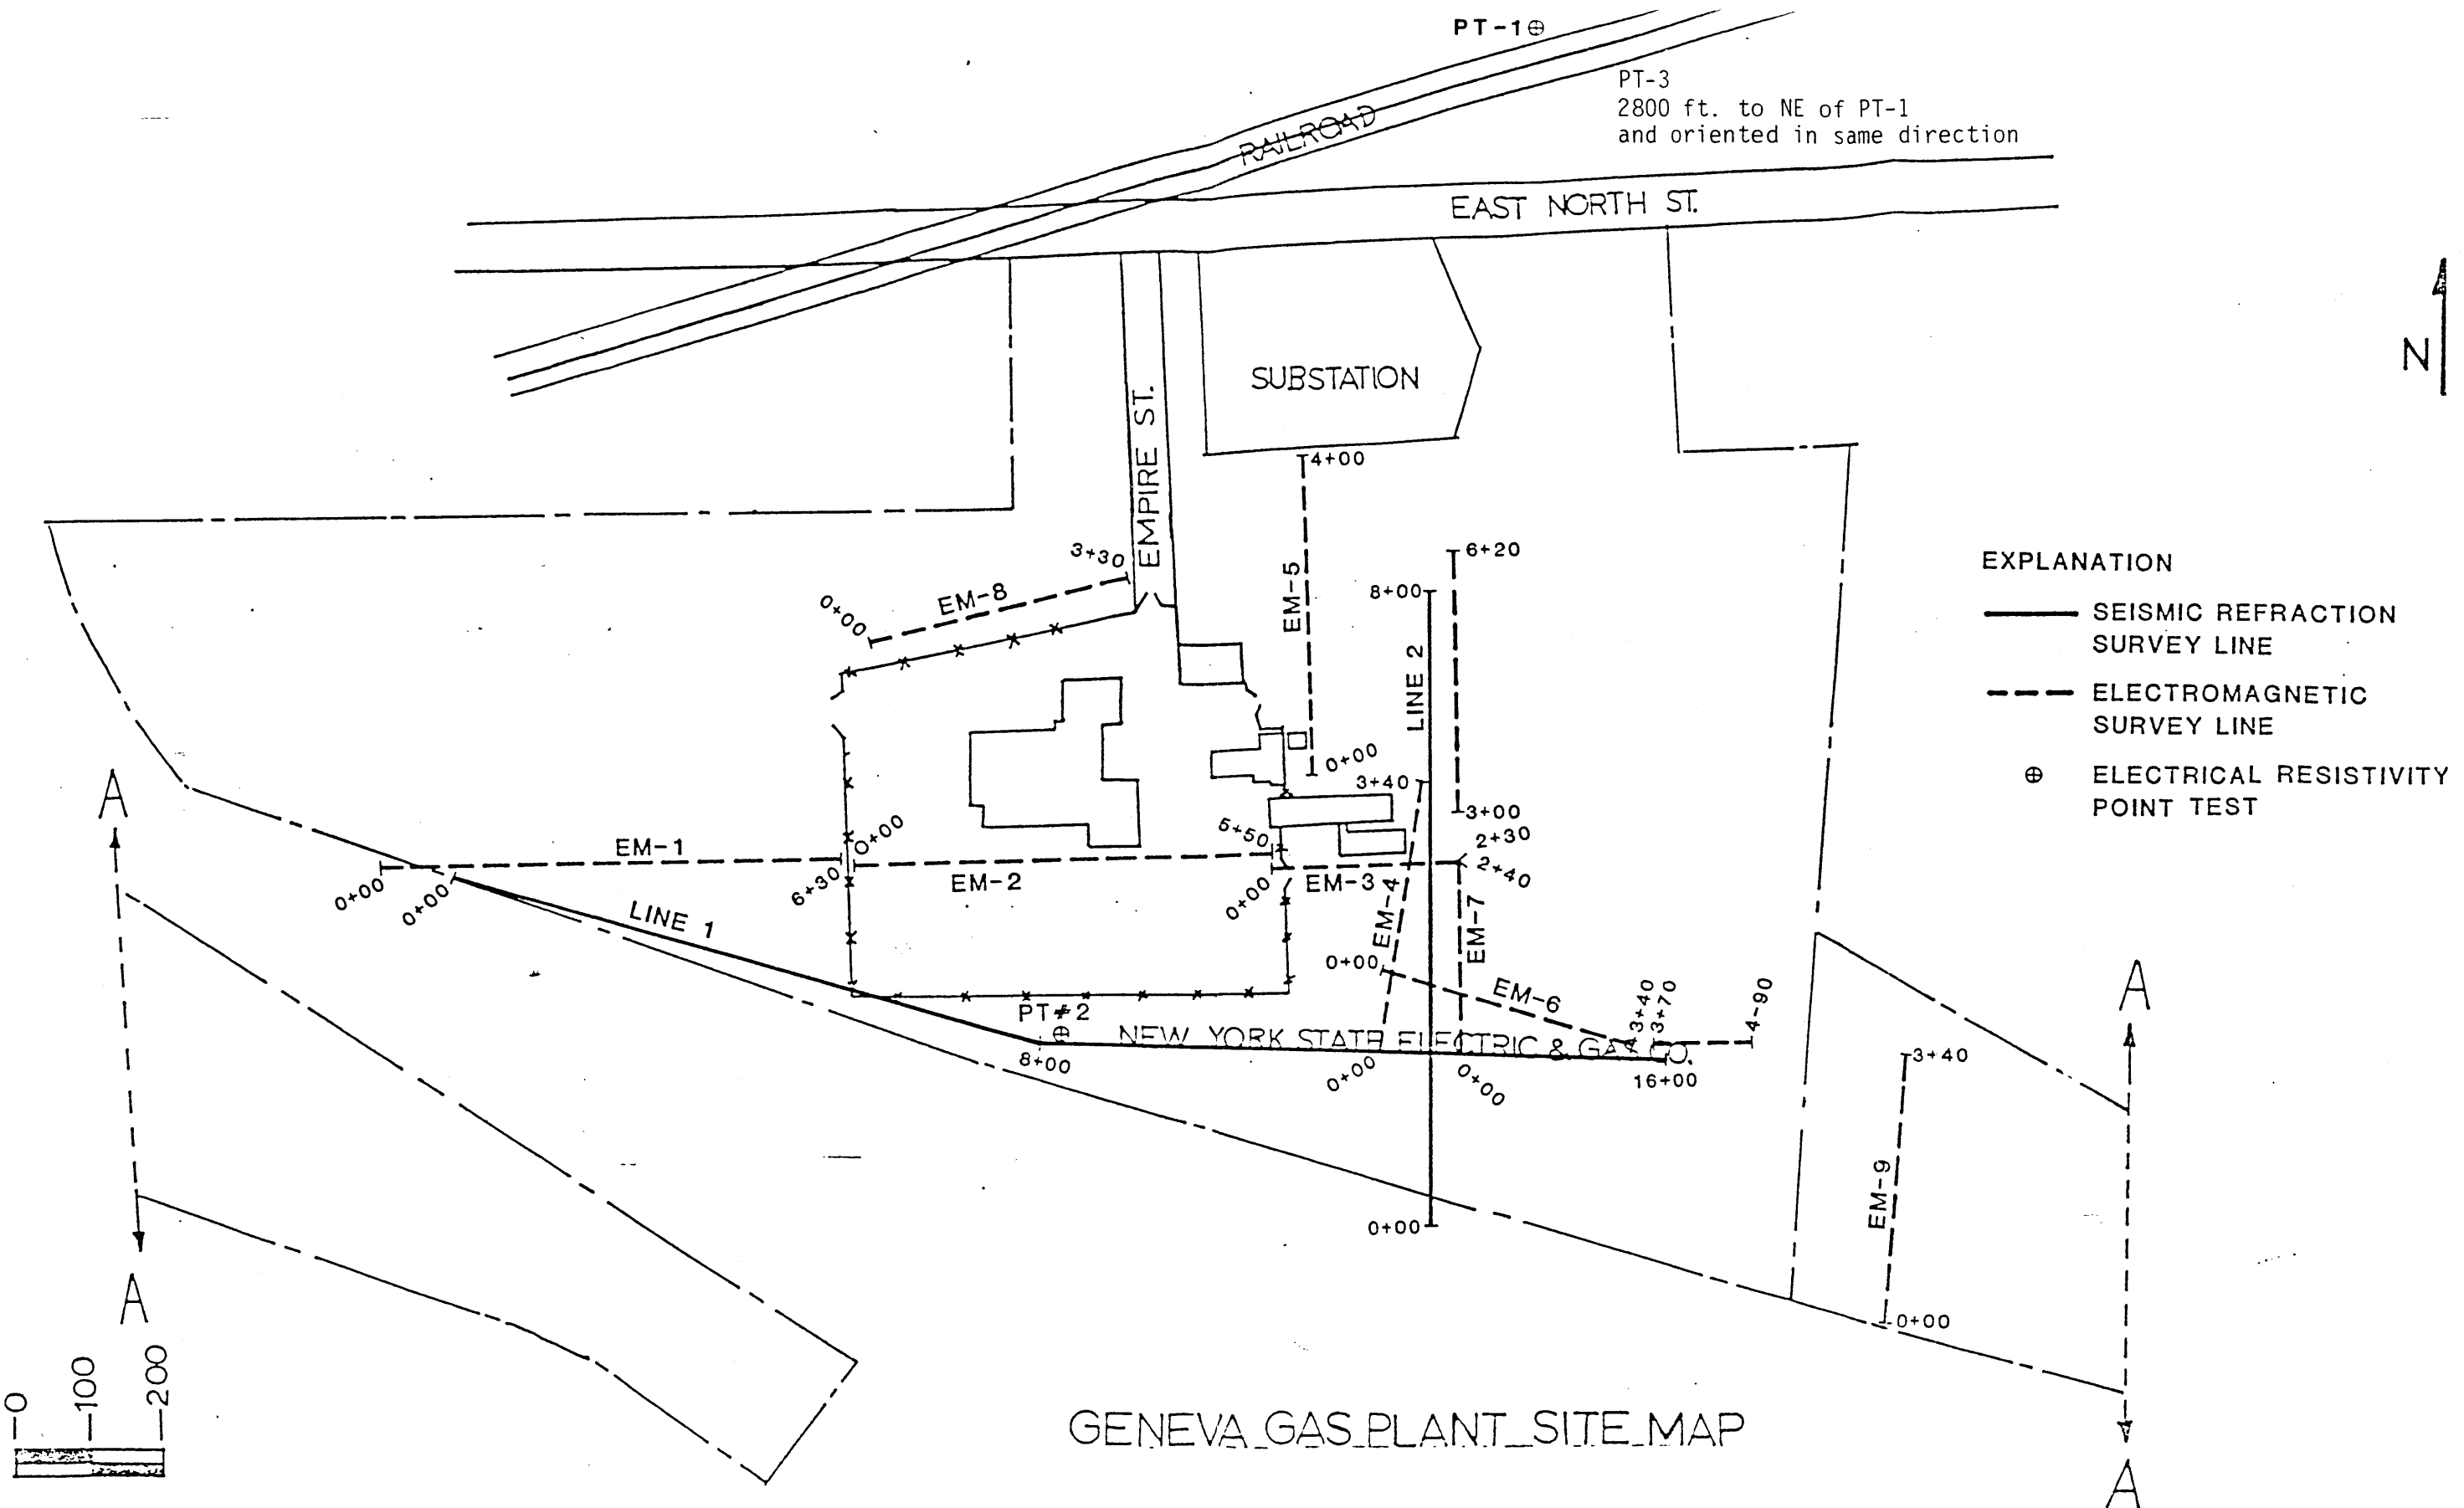 PT-1
PT-3
2800 ft. to NE of PT-1
and oriented in same direction
RAILROAD
EAST NORTH ST.
N
SUBSTATION
EMPIRE ST.
4+00
EM-5
0+00
6+20
3+00
8+00
LINE 2
0+00
3+30
EM-8
0+00
EXPLANATION
SEISMIC REFRACTION
SURVEY LINE
ELECTROMAGNETIC
SURVEY LINE
ELECTRICAL RESISTIVITY
POINT TEST
A
A
0+00
EM-1
6+30
0+00
EM-2
5+50
0+00
EM-3
2+30
2+40
3+40
EM-4
0+00
EM-7
0+00
0+00
LINE 1
8+00
16+00
PT#2
NEW YORK STATE ELECTRIC & GAS CO.
0+00
EM-6
3+40
3+70
4-90
3+40
EM-9
0+00
A
A
0
100
200
GENEVA GAS PLANT SITE MAP